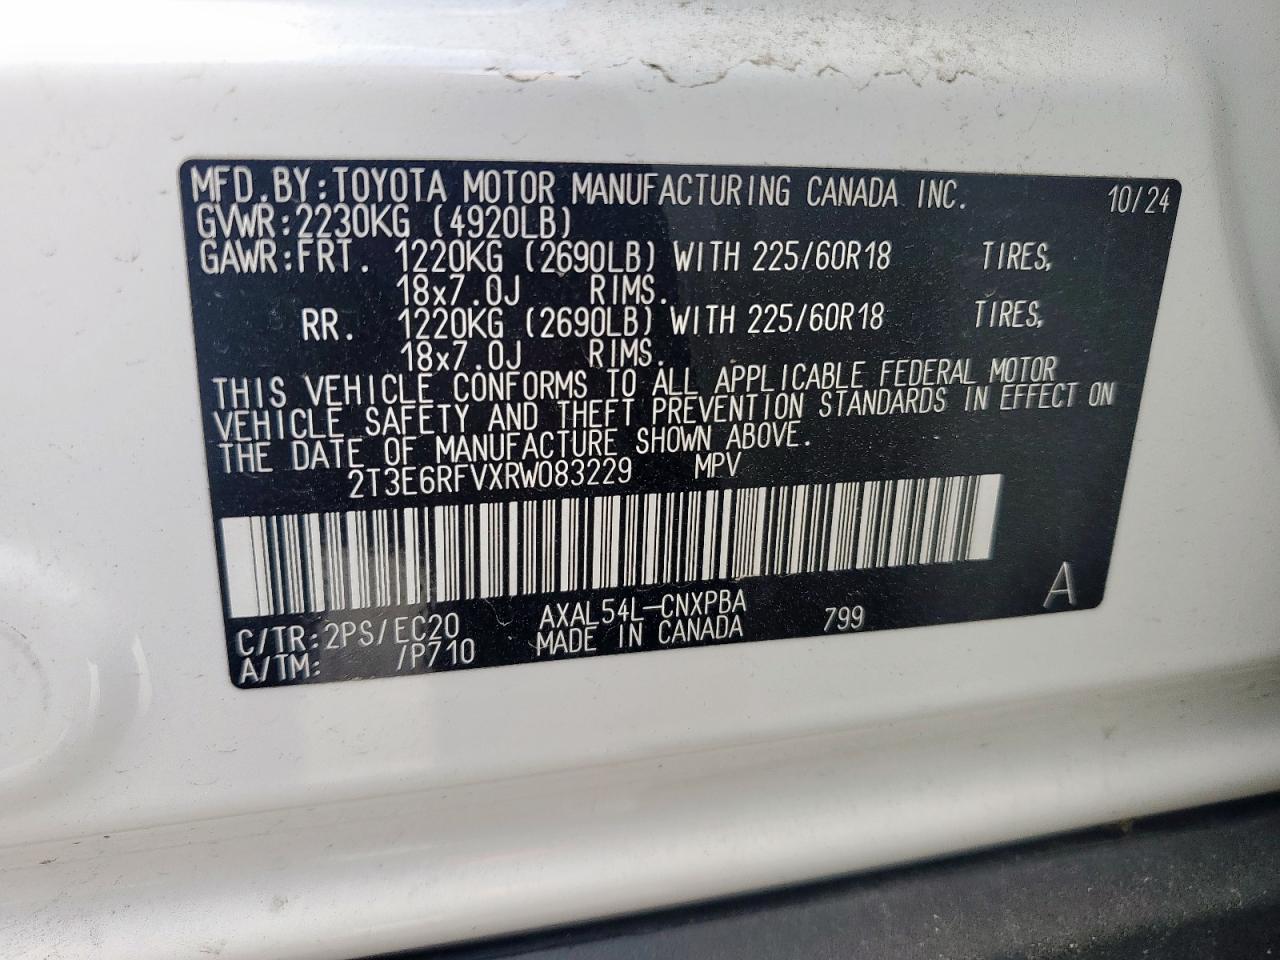 MFD.BY:TOYOTA MOTOR MANUFACTURING CANADA INC. 10/24
GVWR:2230KG (4920LB)
GAWR:FRT. 1220KG (2690LB) WITH 225/60R18 TIRES,
18x7.0J RIMS.
RR. 1220KG (2690LB) WITH 225/60R18 TIRES,
18x7.0J RIMS.
THIS VEHICLE CONFORMS TO ALL APPLICABLE FEDERAL MOTOR
VEHICLE SAFETY AND THEFT PREVENTION STANDARDS IN EFFECT ON
THE DATE OF MANUFACTURE SHOWN ABOVE.
2T3E6RFVXRW083229 MPV
A
C/TR:2PS/EC20 AXAL54L-CNXPBA 799
A/TM: /P710 MADE IN CANADA